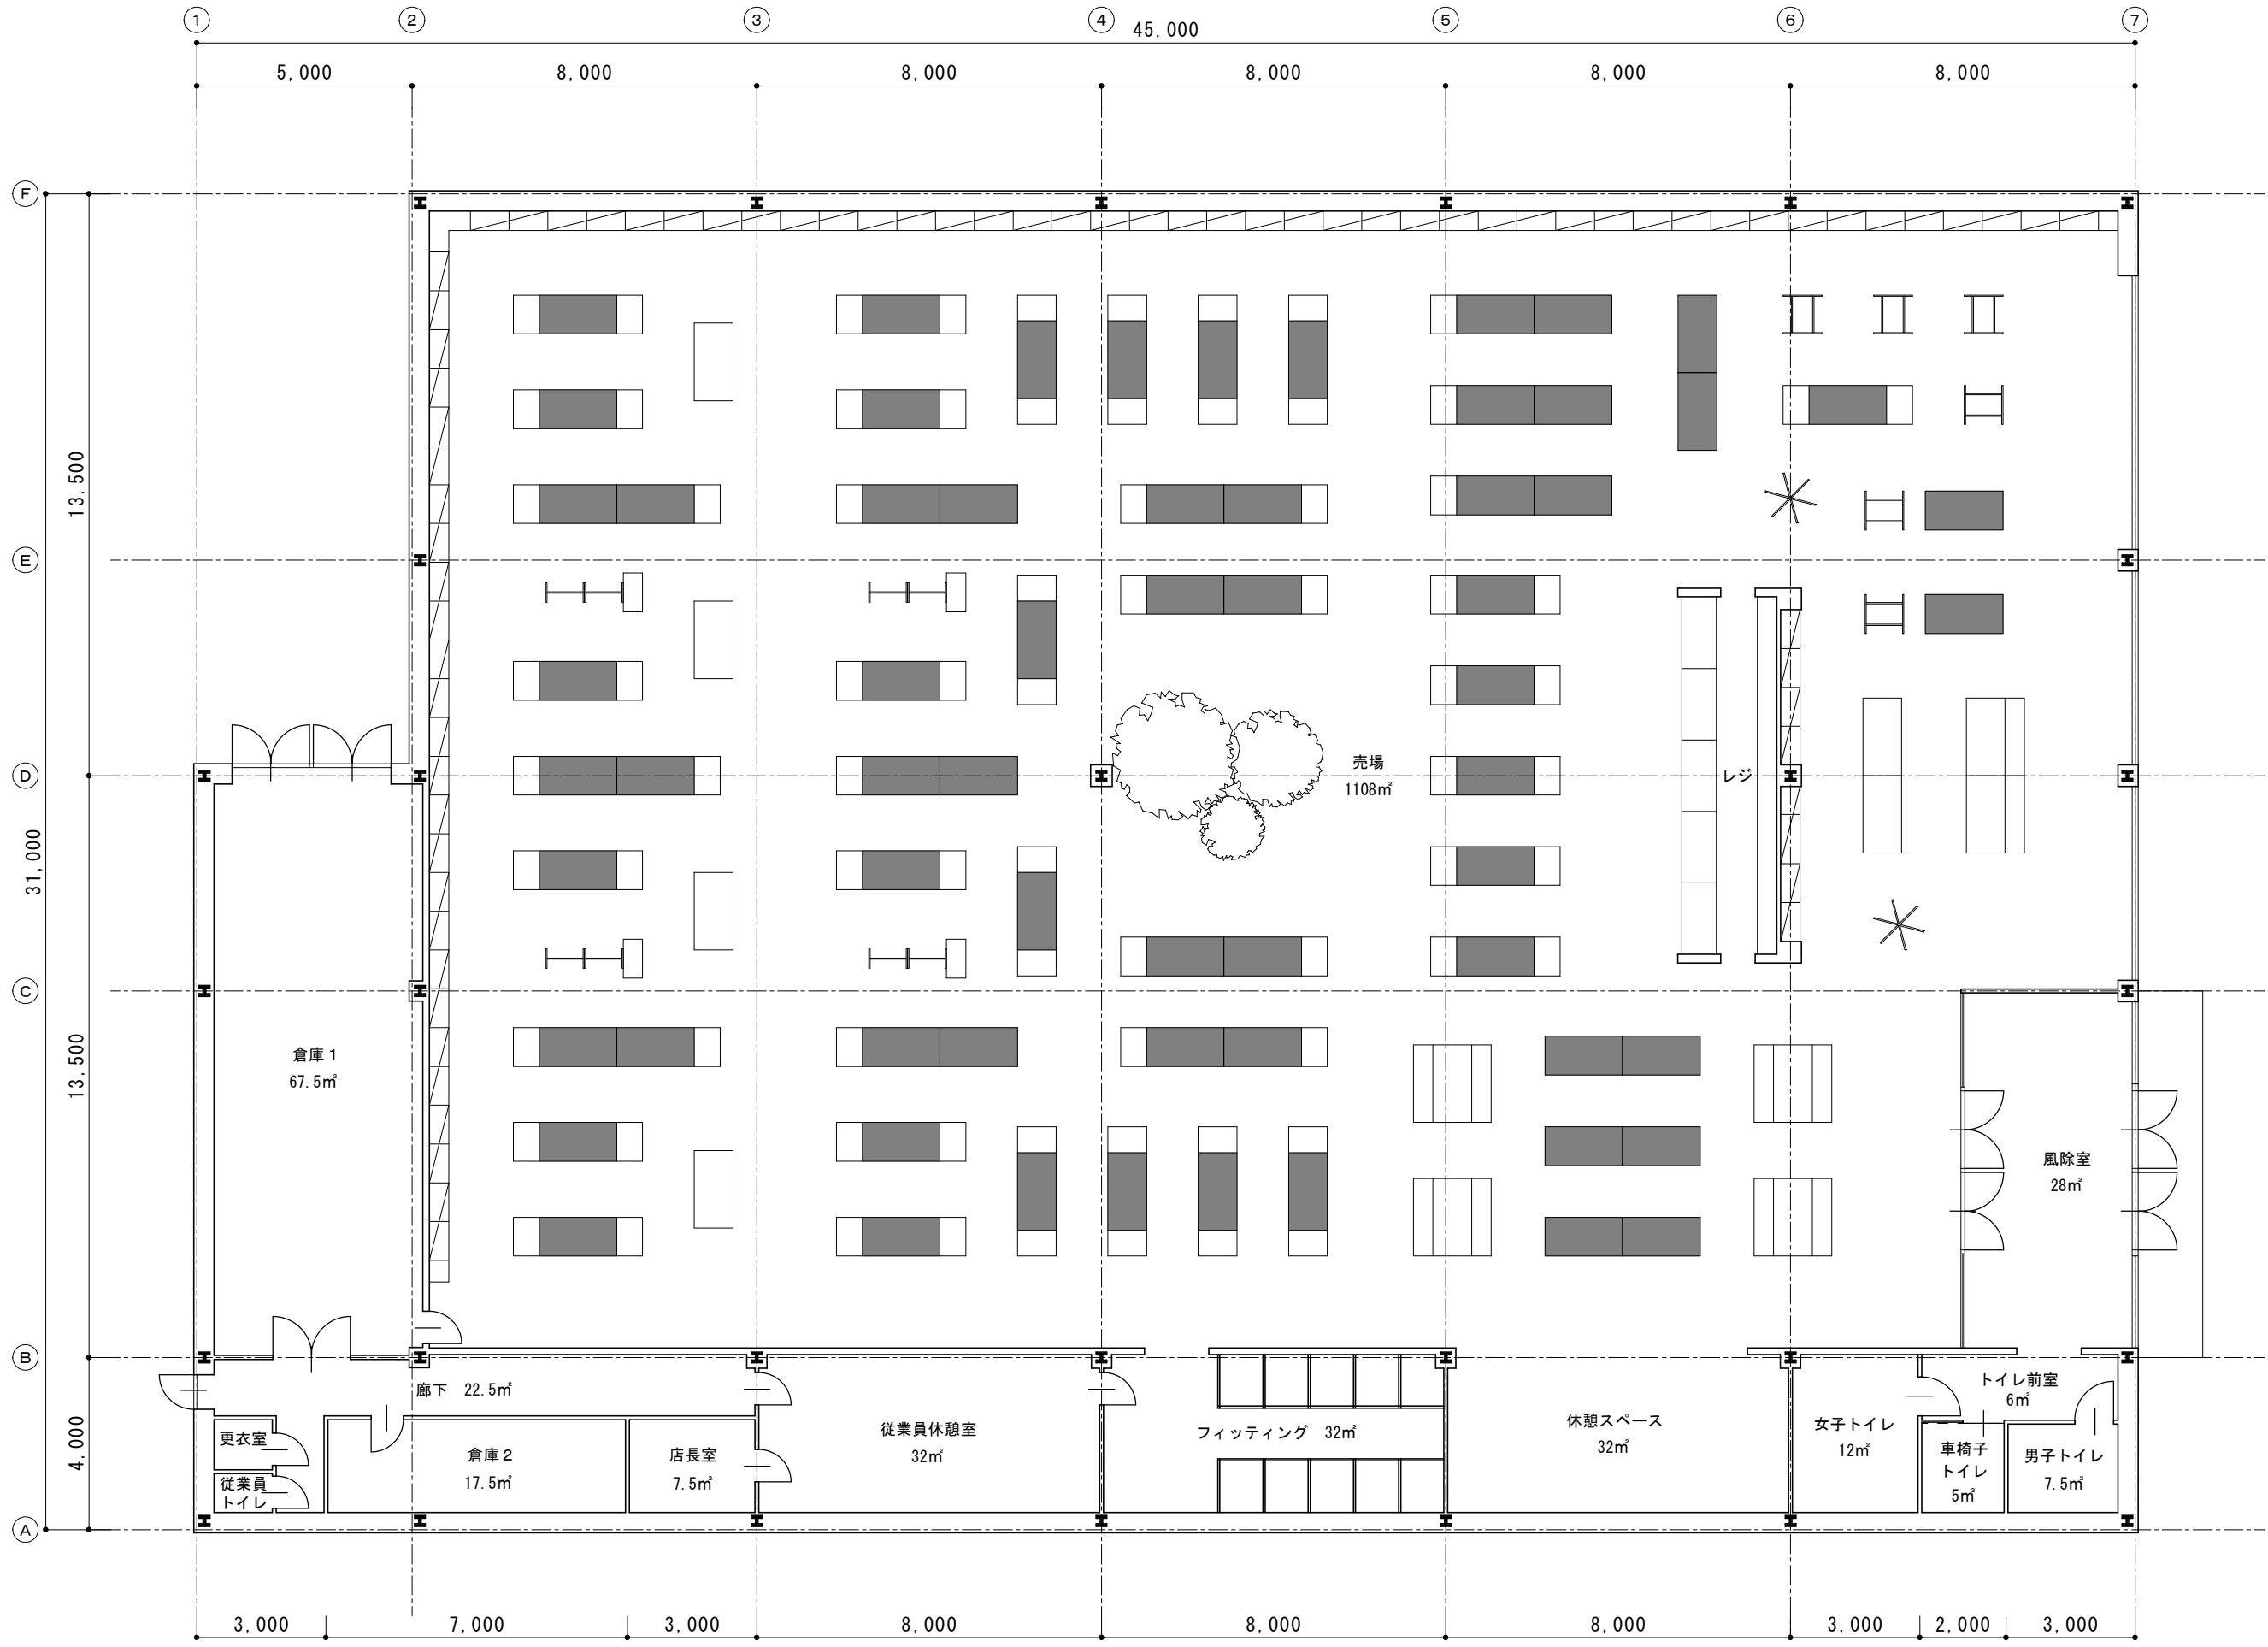 1 2 3 4 5 6 7
45,000
5,000 8,000 8,000 8,000 8,000 8,000
F
13,500
E
売場
1108㎡
レジ
D
31,000
C
倉庫1
67.5㎡
13,500
風除室
28㎡
B
廊下 22.5㎡
トイレ前室
6㎡
更衣室
従業員
トイレ
倉庫2
17.5㎡
店長室
7.5㎡
従業員休憩室
32㎡
フィッティング 32㎡
休憩スペース
32㎡
女子トイレ
12㎡
車椅子
トイレ
5㎡
男子トイレ
7.5㎡
4,000
A
3,000 7,000 3,000 8,000 8,000 8,000 3,000 2,000 3,000